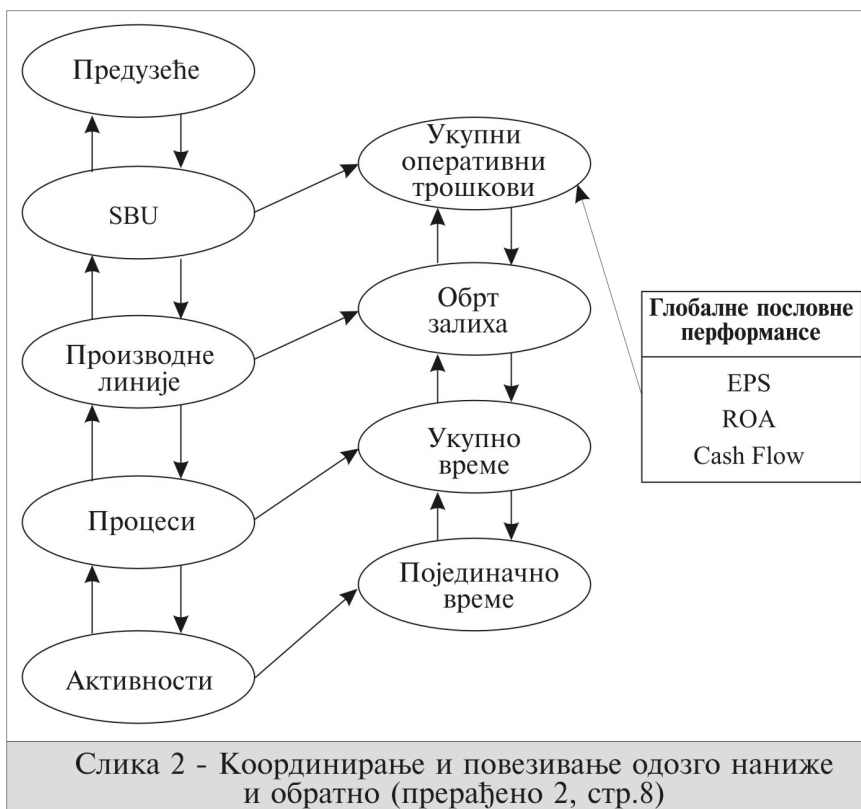 Предузеће
SBU
Производне
линије
Процеси
Активности
Укупни
оперативни
трошкови
Обрт
залиха
Укупно
време
Појединачно
време
Глобалне пословне
перформансе
EPS
ROA
Cash Flow
Слика 2 - Координирање и повезивање одозго наниже
и обратно (прерађено 2, стр.8)